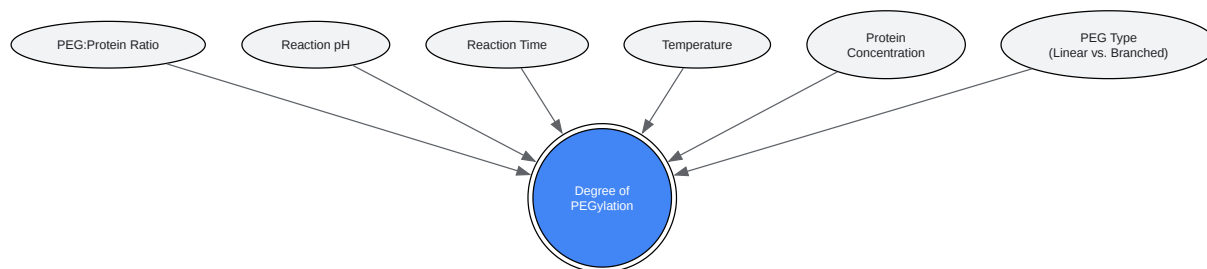 PEG:Protein Ratio
Reaction pH
Reaction Time
Temperature
Protein
Concentration
PEG Type
(Linear vs. Branched)
Degree of
PEGylation